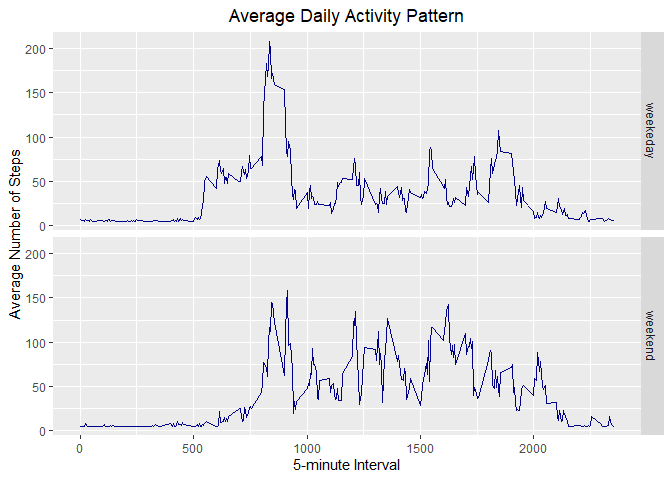 Average Daily Activity Pattern
Average Number of Steps
200
150
100
50
0
weekeday
200
150
100
50
0
weekend
0 500 1000 1500 2000
5-minute Interval